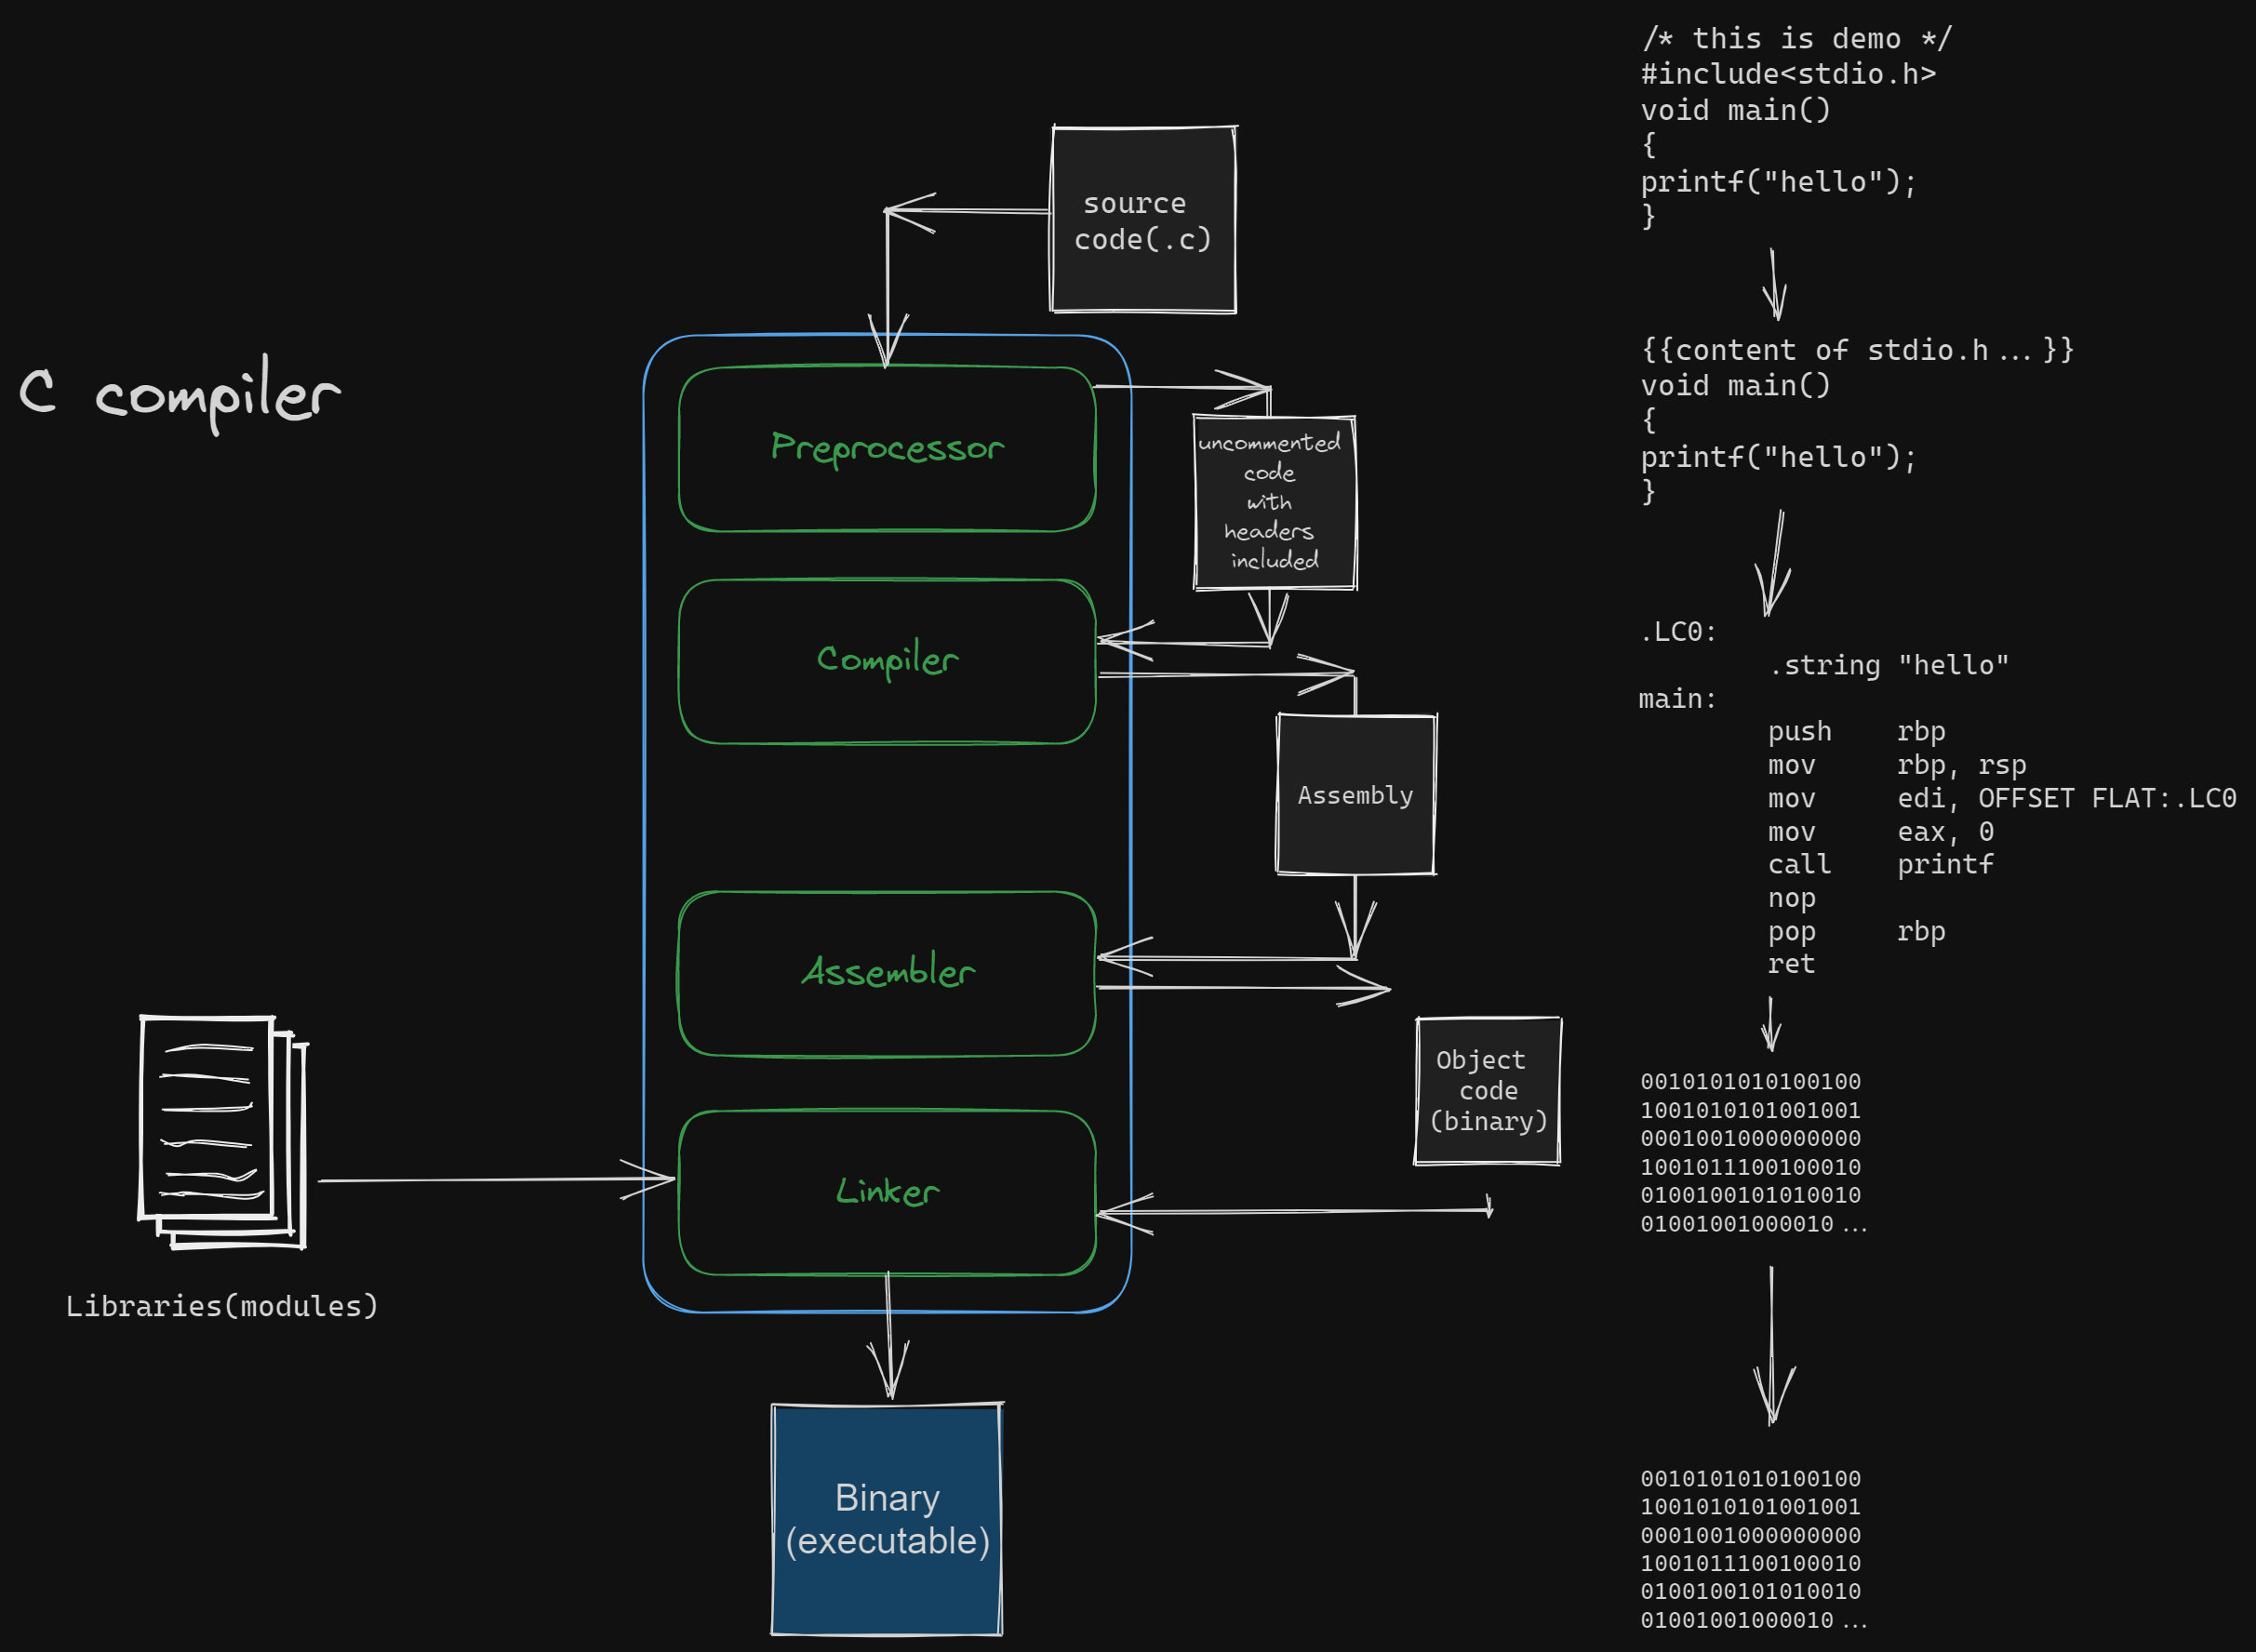 C compiler
source
code(.c)
Preprocessor
uncommented
code
with
headers
included
Compiler
Assembly
Assembler
Object
code
(binary)
Linker
Libraries(modules)
Binary
(executable)
/* this is demo */
#include<stdio.h>
void main()
{
printf("hello");
}
{{content of stdio.h ... }}
void main()
{
printf("hello");
}
.LC0:
.string "hello"
main:
push rbp
mov rbp, rsp
mov edi, OFFSET FLAT:.LC0
mov eax, 0
call printf
nop
pop rbp
ret
0010101010100100
1001010101001001
0001001000000000
1001011100100010
0100100101010010
01001001000010 ...
0010101010100100
1001010101001001
0001001000000000
1001011100100010
0100100101010010
01001001000010 ...